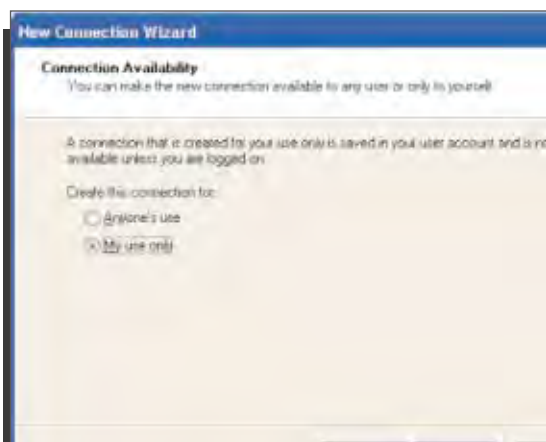 New Connection Wizard
Connection Availability
You can make the new connection available to any user or only to yourself.
A connection that is created for your use only is saved in your user account and is
available unless you are logged on.
Create this connection for:
Anyone's use
My use only